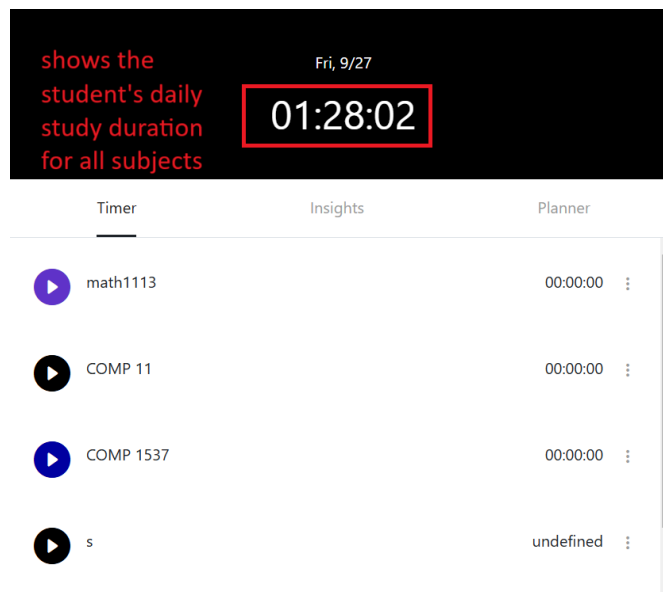 shows the
student's daily
study duration
for all subjects
Fri, 9/27
01:28:02
Timer Insights Planner
math1113 00:00:00
COMP 11 00:00:00
COMP 1537 00:00:00
s undefined